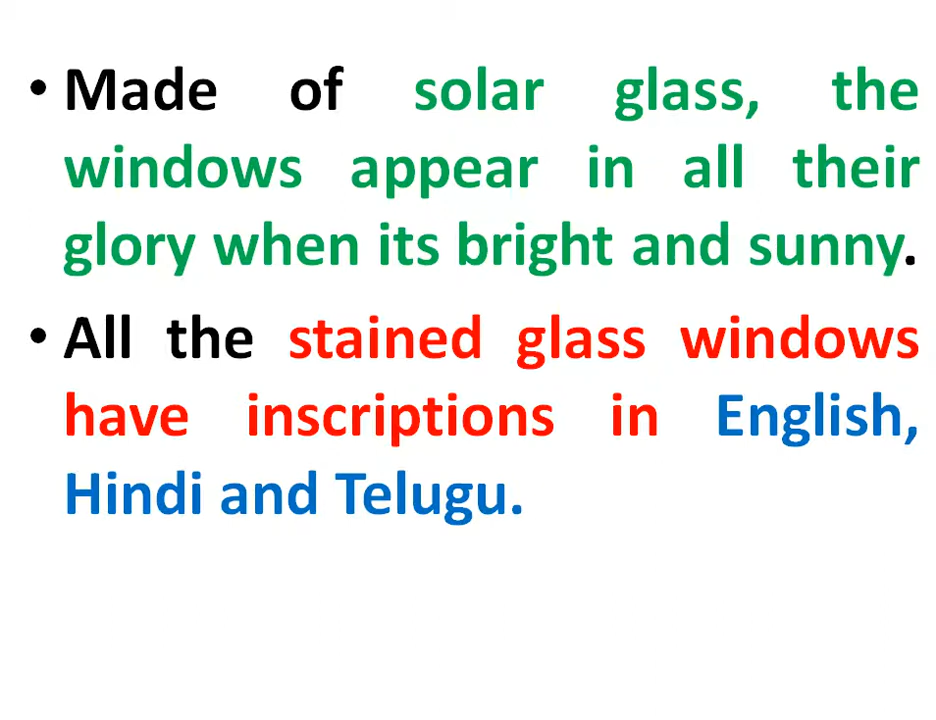 • Made of solar glass, the
windows appear in all their
glory when its bright and sunny.
• All the stained glass windows
have inscriptions in English,
Hindi and Telugu.